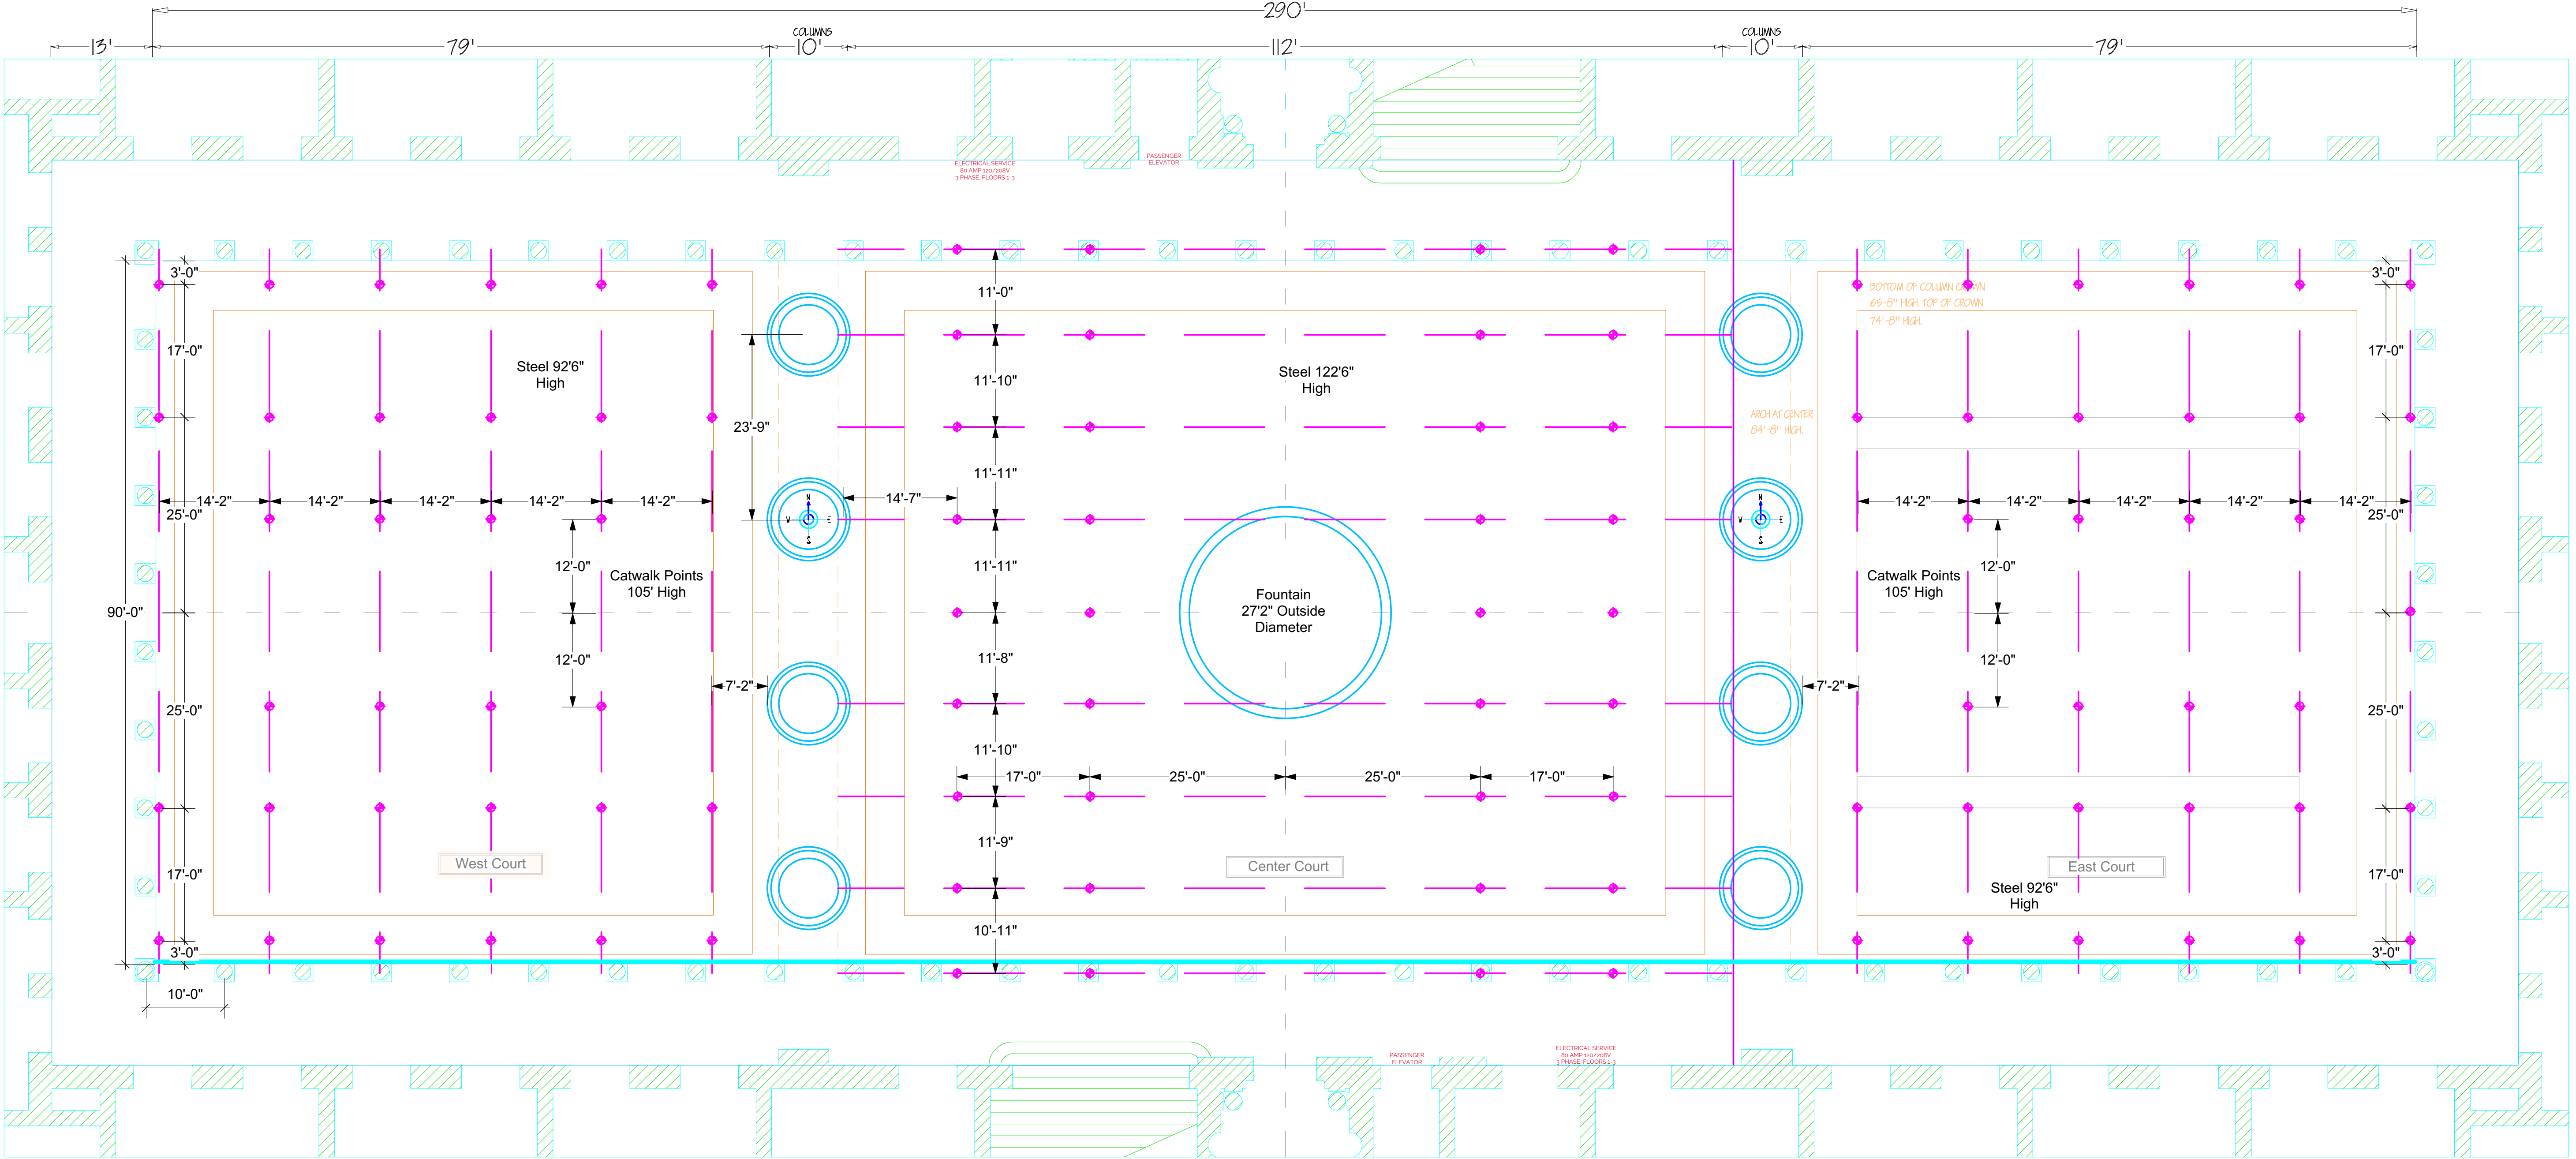 290'
13'
79'
COLUMNS
10'
112'
COLUMNS
10'
79'
ELECTRICAL SERVICE
80 AMP 120/208V
3 PHASE, FLOORS 1-3
PASSENGER
ELEVATOR
3'-0"
11'-0"
3'-0"
BOTTOM OF COLUMN CROWN
65-8" HIGH. TOP OF CROWN
74'-8" HIGH.
17'-0"
Steel 92'6"
High
11'-10"
Steel 122'6"
High
17'-0"
23'-9"
ARCH AT CENTER
84'-8" HIGH.
11'-11"
14'-2"
14'-2"
14'-2"
14'-2"
14'-2"
14'-7"
14'-2"
14'-2"
14'-2"
14'-2"
14'-2"
25'-0"
25'-0"
N
W
E
S
N
W
E
S
12'-0"
Catwalk Points
105' High
11'-11"
Fountain
27'2" Outside
Diameter
Catwalk Points
105' High
12'-0"
90'-0"
12'-0"
11'-8"
12'-0"
7'-2"
7'-2"
25'-0"
25'-0"
11'-10"
17'-0"
25'-0"
25'-0"
17'-0"
11'-9"
West Court
Center Court
East Court
17'-0"
17'-0"
Steel 92'6"
High
10'-11"
3'-0"
3'-0"
10'-0"
PASSENGER
ELEVATOR
ELECTRICAL SERVICE
80 AMP 120/208V
3 PHASE, FLOORS 1-3